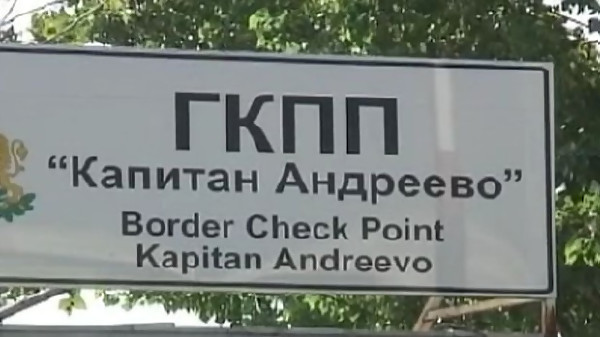 ГКПП
“Капитан Андреево”
Border Check Point
Kapitan Andreevo